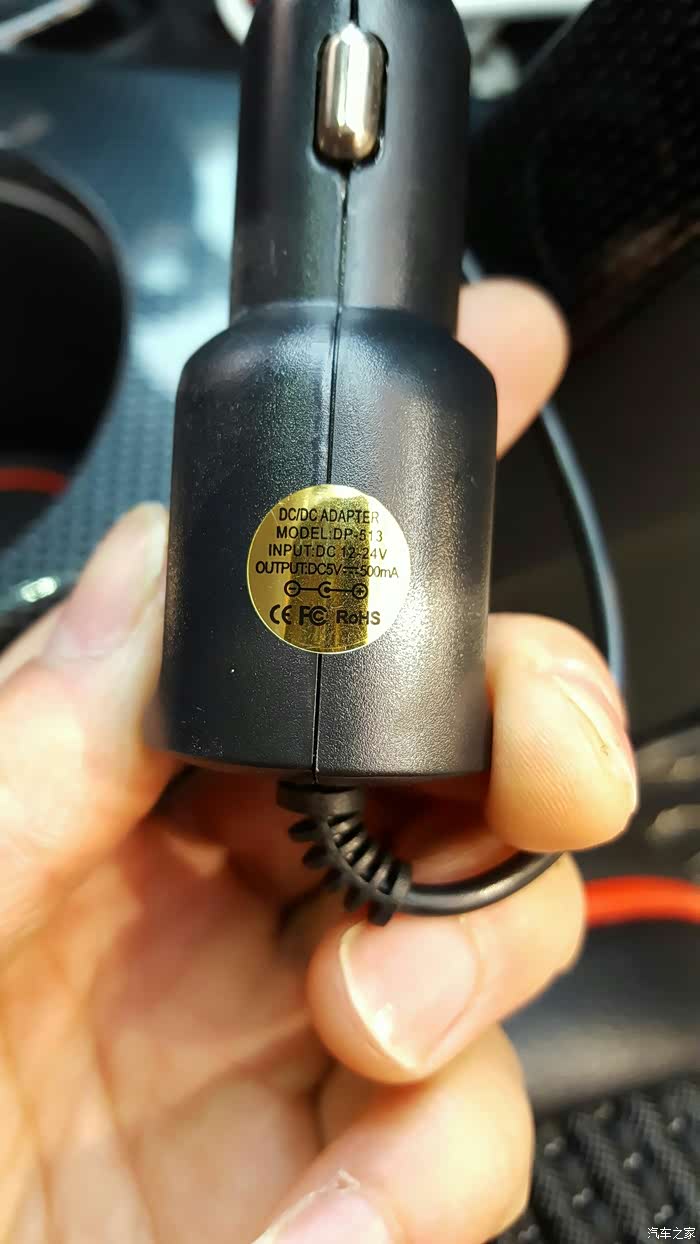 DC/DC ADAPTER
MODEL:DP-513
INPUT:DC 12-24V
OUTPUT:DC5V⎓500mA
CE FC RoHS
汽车之家